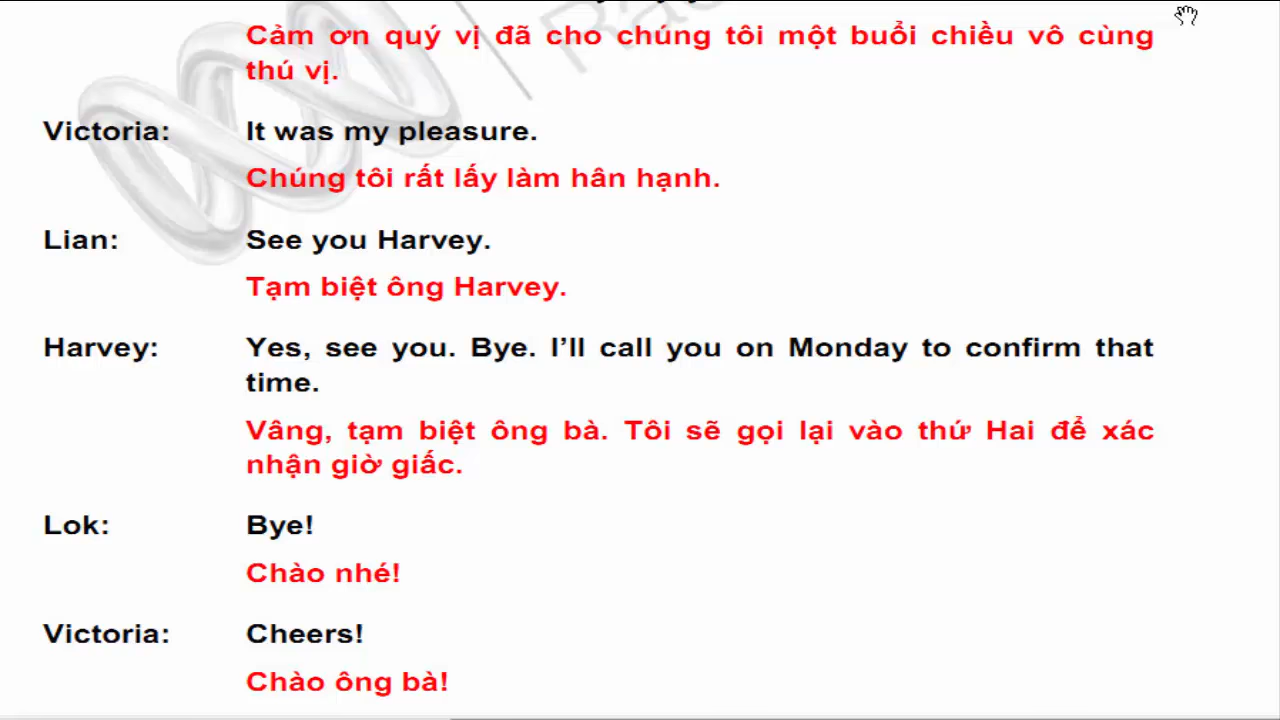 Cảm ơn quý vị đã cho chúng tôi một buổi chiều vô cùng
thú vị.
Victoria: It was my pleasure.
Chúng tôi rất lấy làm hân hạnh.
Lian: See you Harvey.
Tạm biệt ông Harvey.
Harvey: Yes, see you. Bye. I’ll call you on Monday to confirm that
time.
Vâng, tạm biệt ông bà. Tôi sẽ gọi lại vào thứ Hai để xác
nhận giờ giấc.
Lok: Bye!
Chào nhé!
Victoria: Cheers!
Chào ông bà!